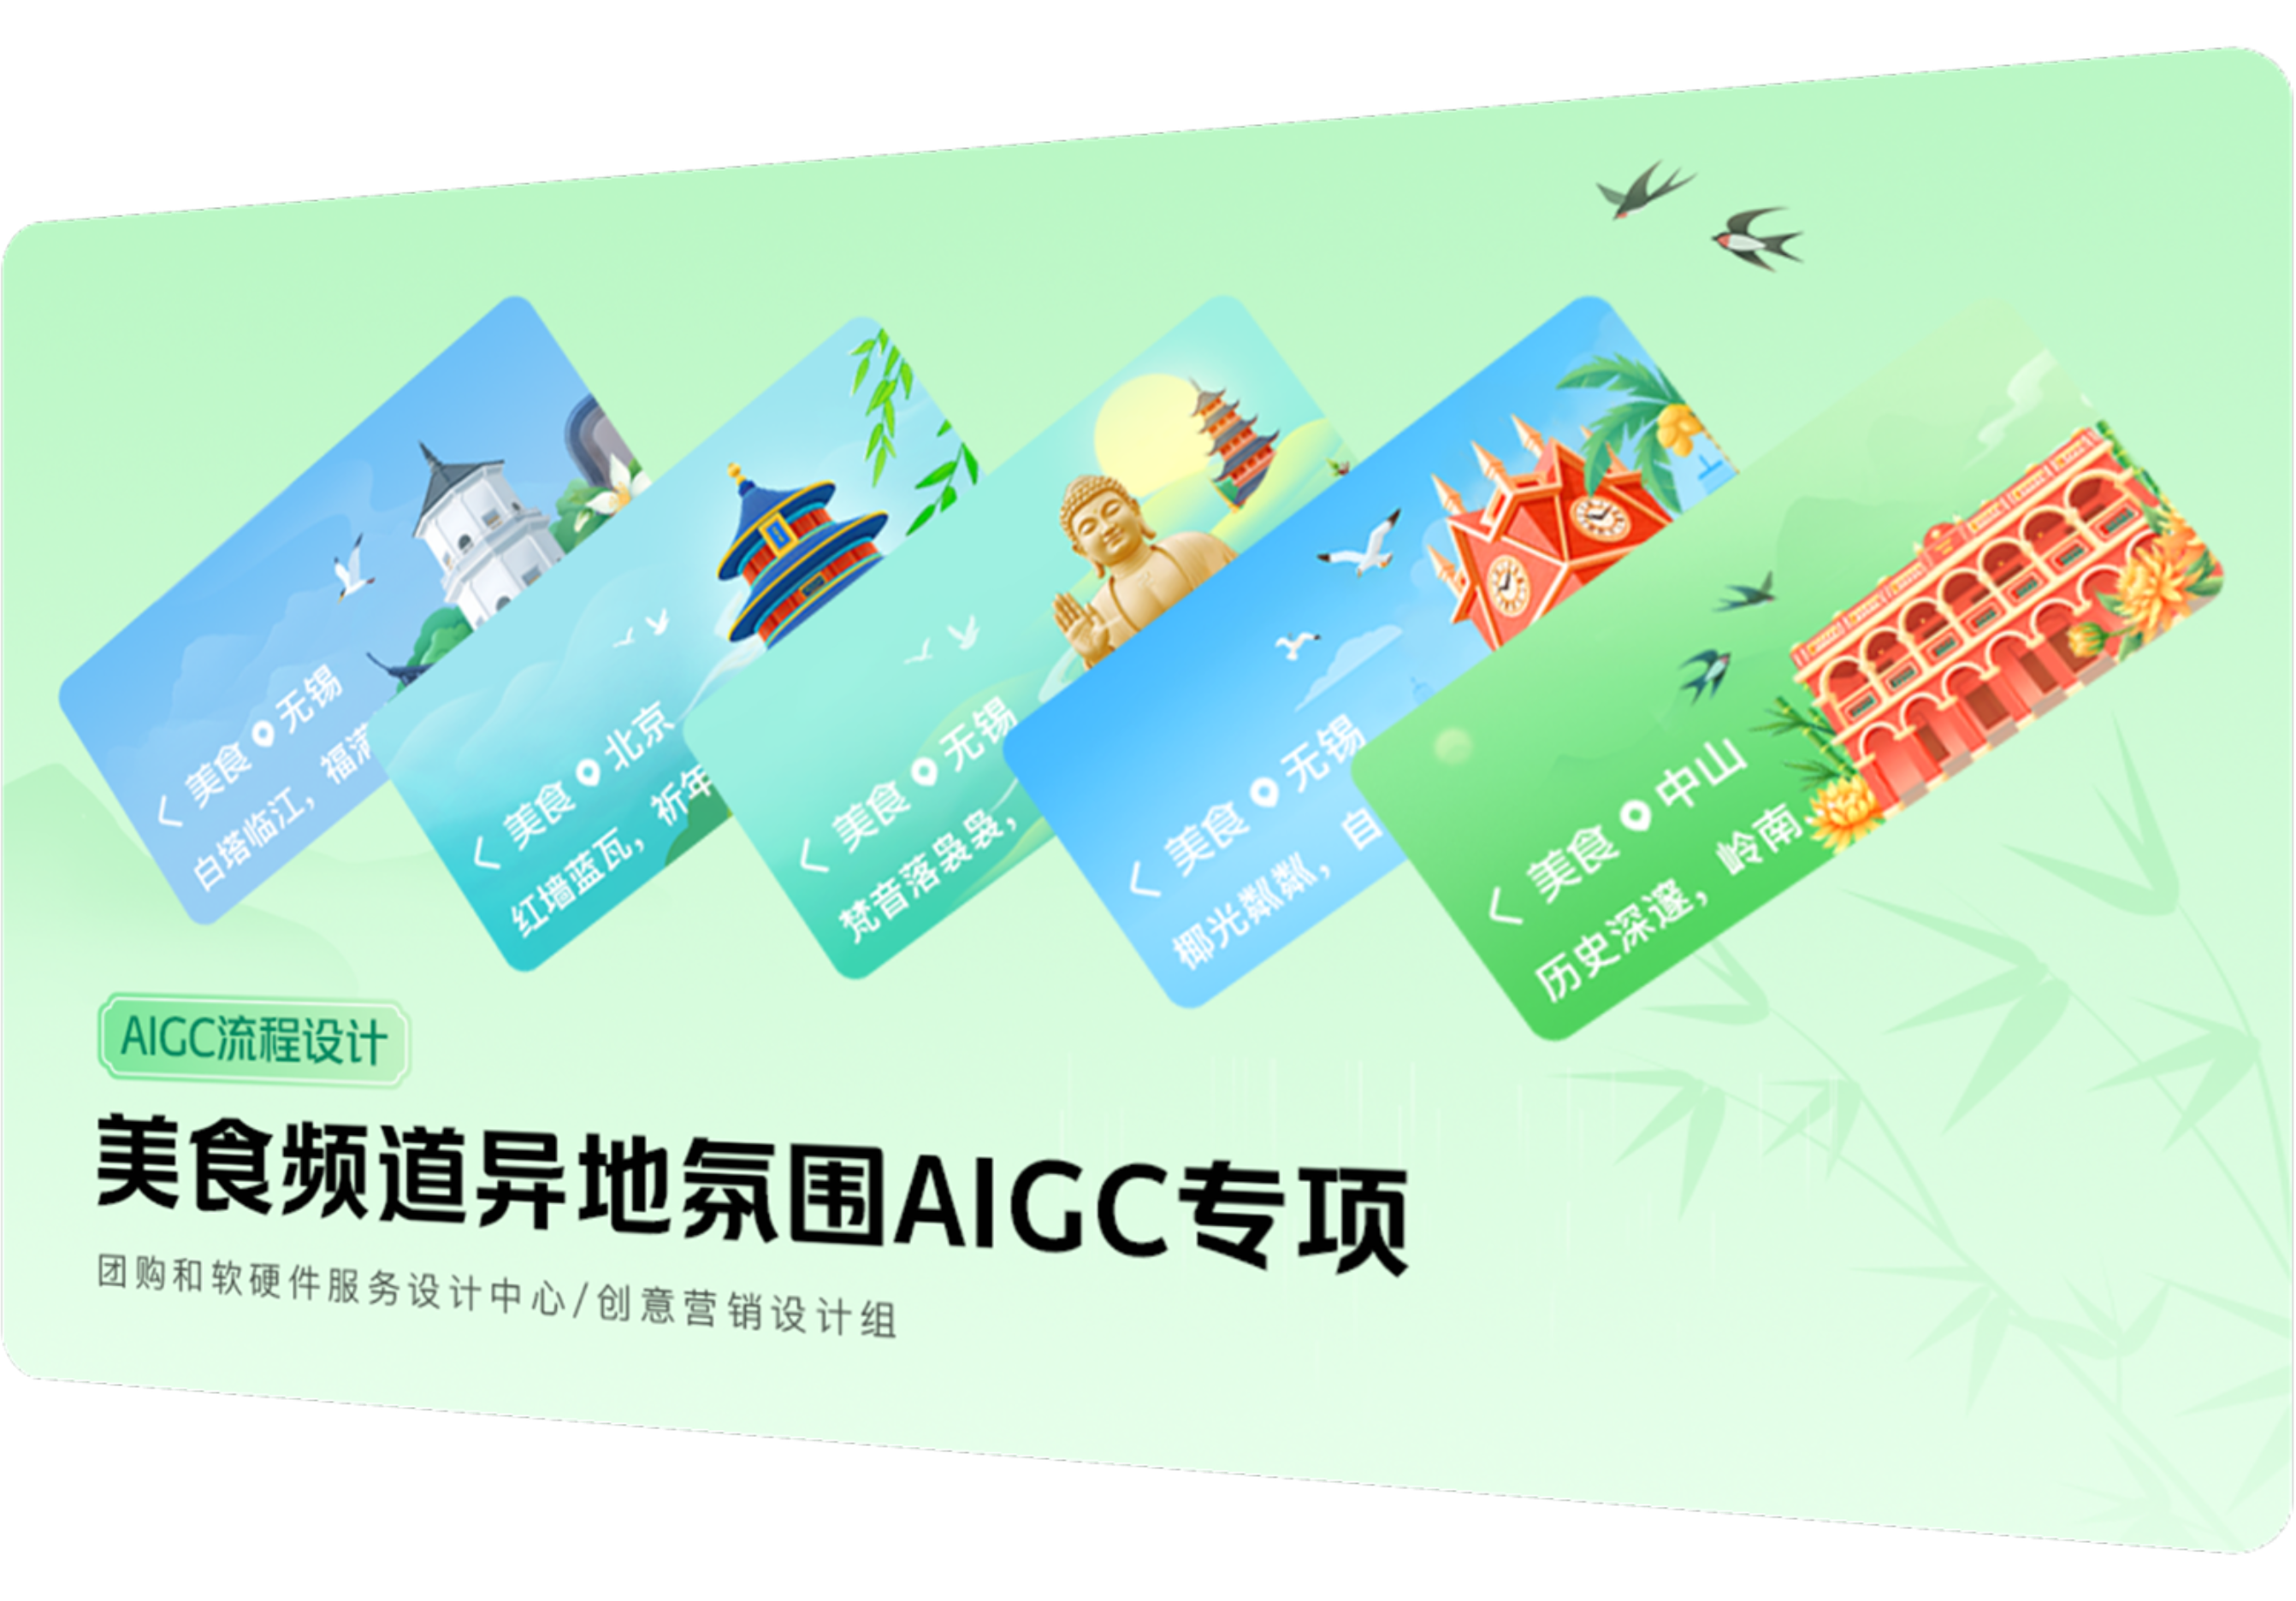 美食 无锡
白塔临江，福满
美食 北京
红墙蓝瓦，祈年
美食 无锡
梵音落袅袅，
美食 无锡
椰光粼粼，自
美食 中山
历史深邃，岭南
AIGC流程设计
美食频道异地氛围AIGC专项
团购和软硬件服务设计中心/创意营销设计组